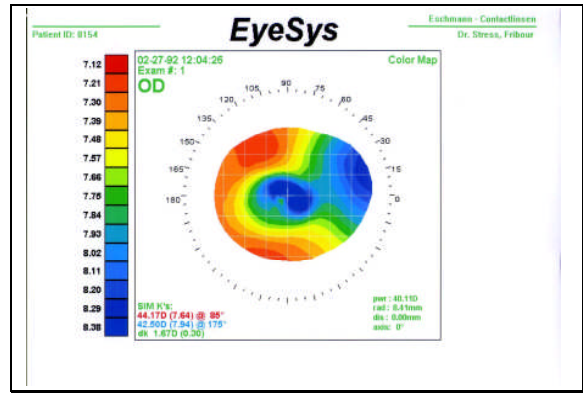 Patient ID: 8154
EyeSys
Eschmann - Contactlinsen
Dr. Stress, Fribour
02-27-92 12:04:26
Exam #: 1
OD
Color Map
7.12
7.21
7.30
7.39
7.48
7.57
7.66
7.75
7.84
7.93
8.02
8.11
8.20
8.29
8.38
90
105
75
120
60
135
45
150
30
165
15
180
0
SIM K's:
44.17D (7.64) @ 85°
42.50D (7.94) @ 175°
dk 1.67D (0.30)
pwr : 40.11D
rad : 8.41mm
dis : 0.00mm
axis: 0°